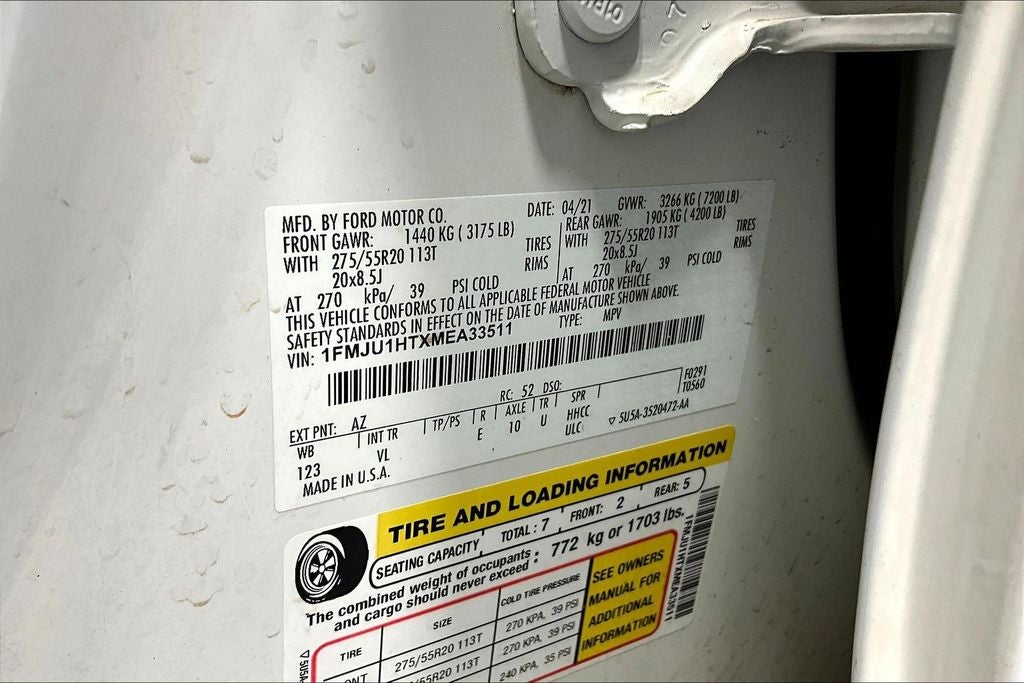 07
MFD. BY FORD MOTOR CO.
DATE: 04/21 GVWR: 3266 KG ( 7200 LB)
FRONT GAWR: 1440 KG ( 3175 LB)
REAR GAWR: 1905 KG ( 4200 LB)
WITH 275/55R20 113T TIRES
WITH 275/55R20 113T TIRES
20x8.5J RIMS
20x8.5J RIMS
AT 270 kPa/ 39 PSI COLD
AT 270 kPa/ 39 PSI COLD
THIS VEHICLE CONFORMS TO ALL APPLICABLE FEDERAL MOTOR VEHICLE
SAFETY STANDARDS IN EFFECT ON THE DATE OF MANUFACTURE SHOWN ABOVE.
VIN: 1FMJU1HTXMEA33511 TYPE: MPV
F0291
T0560
EXT PNT: AZ RC: 52 DSO:
WB INT TR TP/PS R AXLE TR SPR
123 VL E 10 U HHCC
ULC
▽ 5U5A-3520472-AA
MADE IN U.S.A.
TIRE AND LOADING INFORMATION
SEATING CAPACITY TOTAL : 7 FRONT: 2 REAR: 5
The combined weight of occupants
and cargo should never exceed : 772 kg or 1703 lbs.
TIRE SIZE COLD TIRE PRESSURE
275/55R20 113T 270 KPA, 39 PSI
55R20 113T 270 KPA, 39 PSI
240 KPA, 35 PSI
SEE OWNERS
MANUAL FOR
ADDITIONAL
INFORMATION
1FMJU1HTXMEA33511
▽ 5U5A